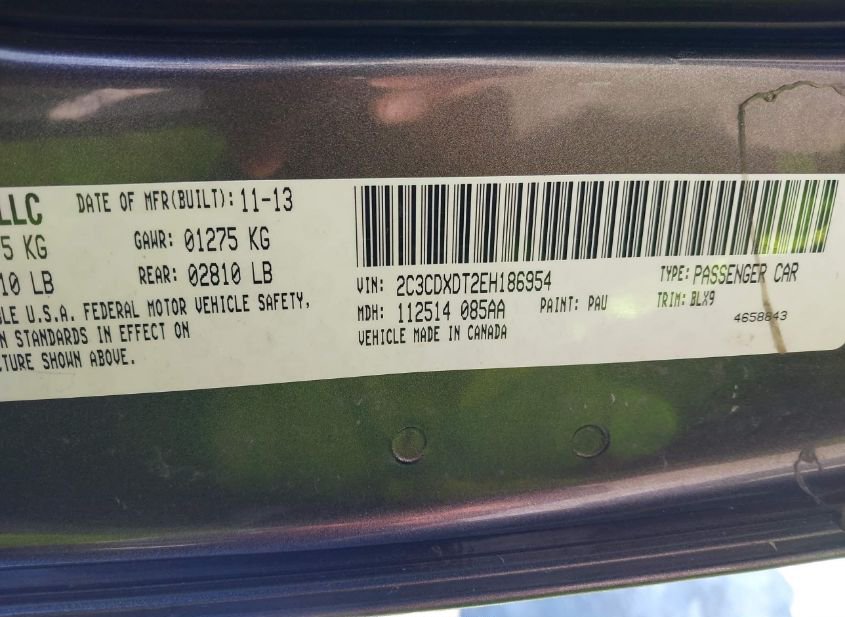 LLC DATE OF MFR(BUILT): 11-13
5 KG GAWR: 01275 KG
10 LB REAR: 02810 LB
BLE U.S.A. FEDERAL MOTOR VEHICLE SAFETY,
N STANDARDS IN EFFECT ON
CTURE SHOWN ABOVE.
VIN: 2C3CDXDT2EH186954 TYPE: PASSENGER CAR
MDH: 112514 085AA PAINT: PAU TRIM: BLX9
VEHICLE MADE IN CANADA 4658843